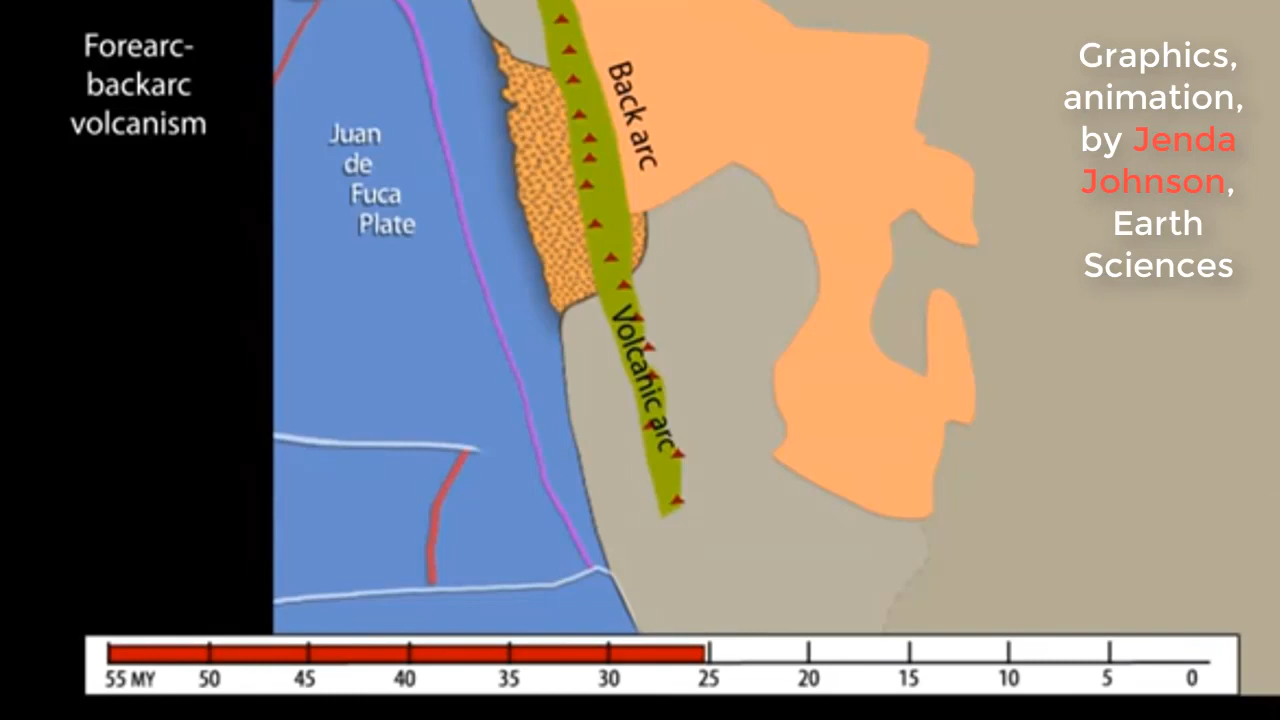 Forearc-
backarc
volcanism
Juan
de
Fuca
Plate
Back arc
Volcanic arc
Graphics,
animation,
by Jenda
Johnson,
Earth
Sciences
55 MY 50 45 40 35 30 25 20 15 10 5 0